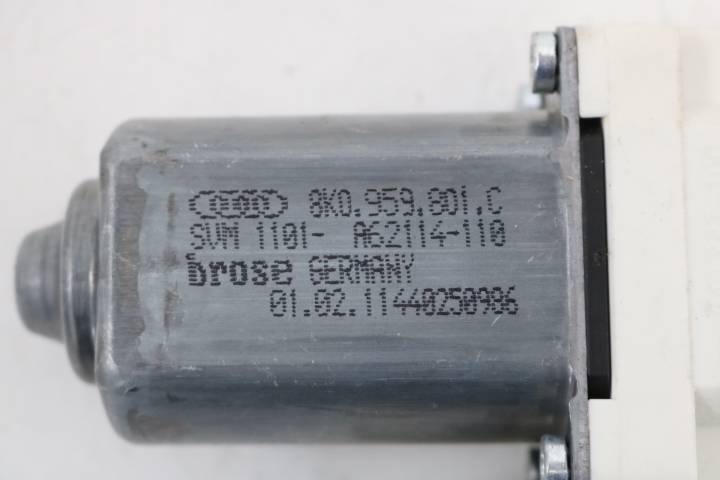 8K0.959.801.C
SVM 1101- A62114-110
brose GERMANY
01.02.11440250986